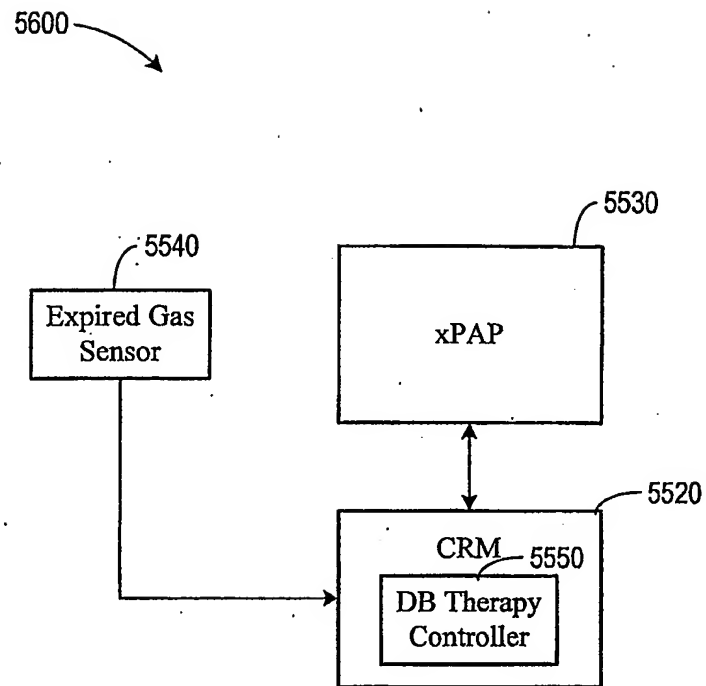 5600
5530
5540
Expired Gas
Sensor
xPAP
5520
CRM
5550
DB Therapy
Controller